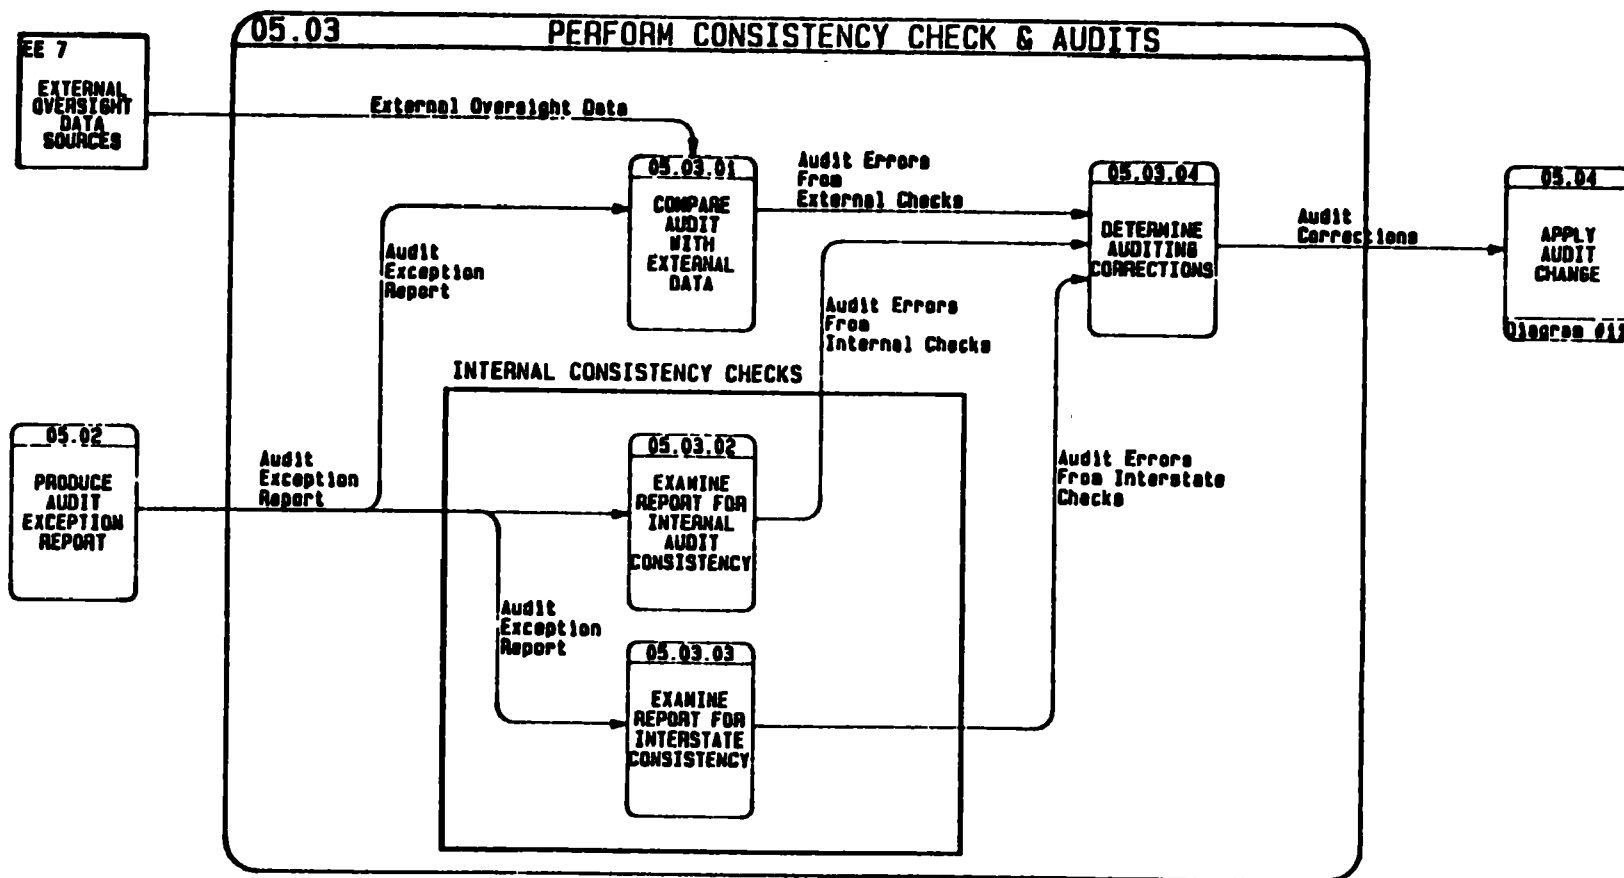 05.03
PERFORM CONSISTENCY CHECK & AUDITS
EE 7
EXTERNAL
OVERSIGHT
DATA
SOURCES
External Oversight Data
05.03.01
COMPARE
AUDIT
WITH
EXTERNAL
DATA
Audit Errors
From
External Checks
05.03.04
DETERMINE
AUDITING
CORRECTIONS
Audit
Corrections
05.04
APPLY
AUDIT
CHANGE
Audit
Exception
Report
Audit Errors
From
Internal Checks
INTERNAL CONSISTENCY CHECKS
05.02
PRODUCE
AUDIT
EXCEPTION
REPORT
Audit
Exception
Report
05.03.02
EXAMINE
REPORT FOR
INTERNAL
AUDIT
CONSISTENCY
Audit Errors
From Interstate
Checks
Audit
Exception
Report
05.03.03
EXAMINE
REPORT FOR
INTERSTATE
CONSISTENCY
Diagram